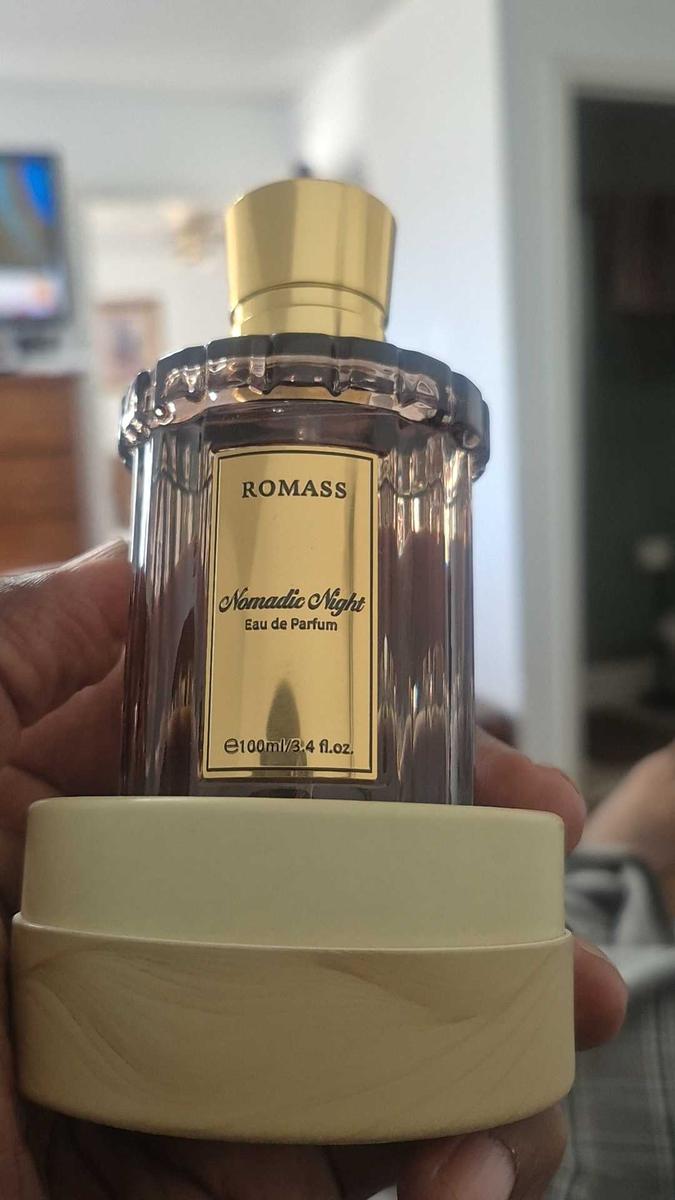 ROMASS
Nomadic Night
Eau de Parfum
℮100ml/3.4 fl.oz.